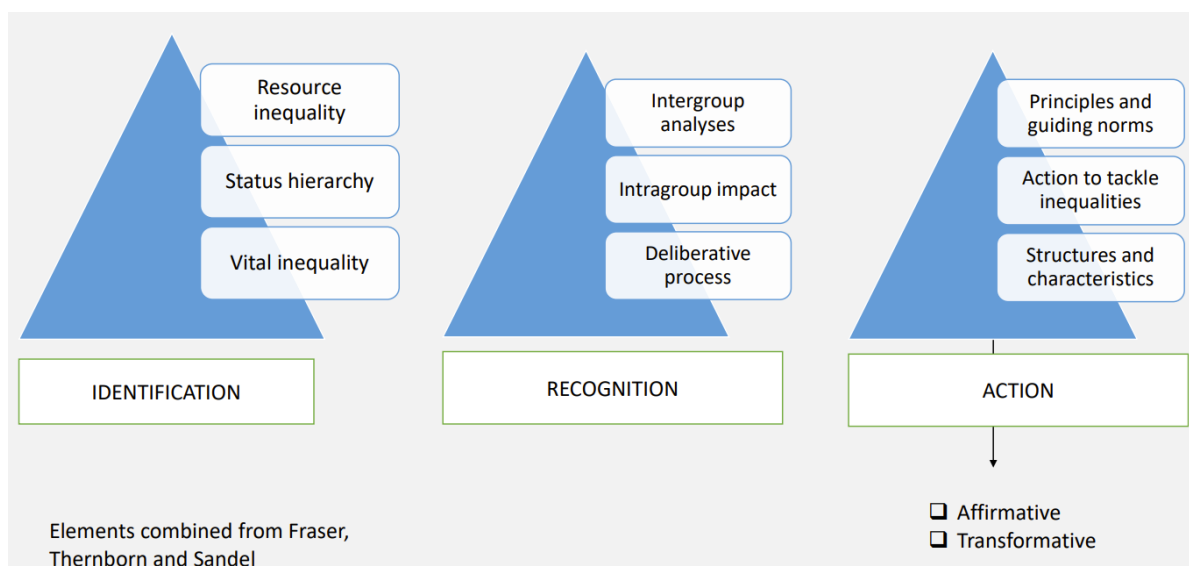 Resource
inequality
Status hierarchy
Vital inequality
IDENTIFICATION
Intergroup
analyses
Intragroup impact
Deliberative
process
RECOGNITION
Principles and
guiding norms
Action to tackle
inequalities
Structures and
characteristics
ACTION
Affirmative
Transformative
Elements combined from Fraser,
Thernborn and Sandel